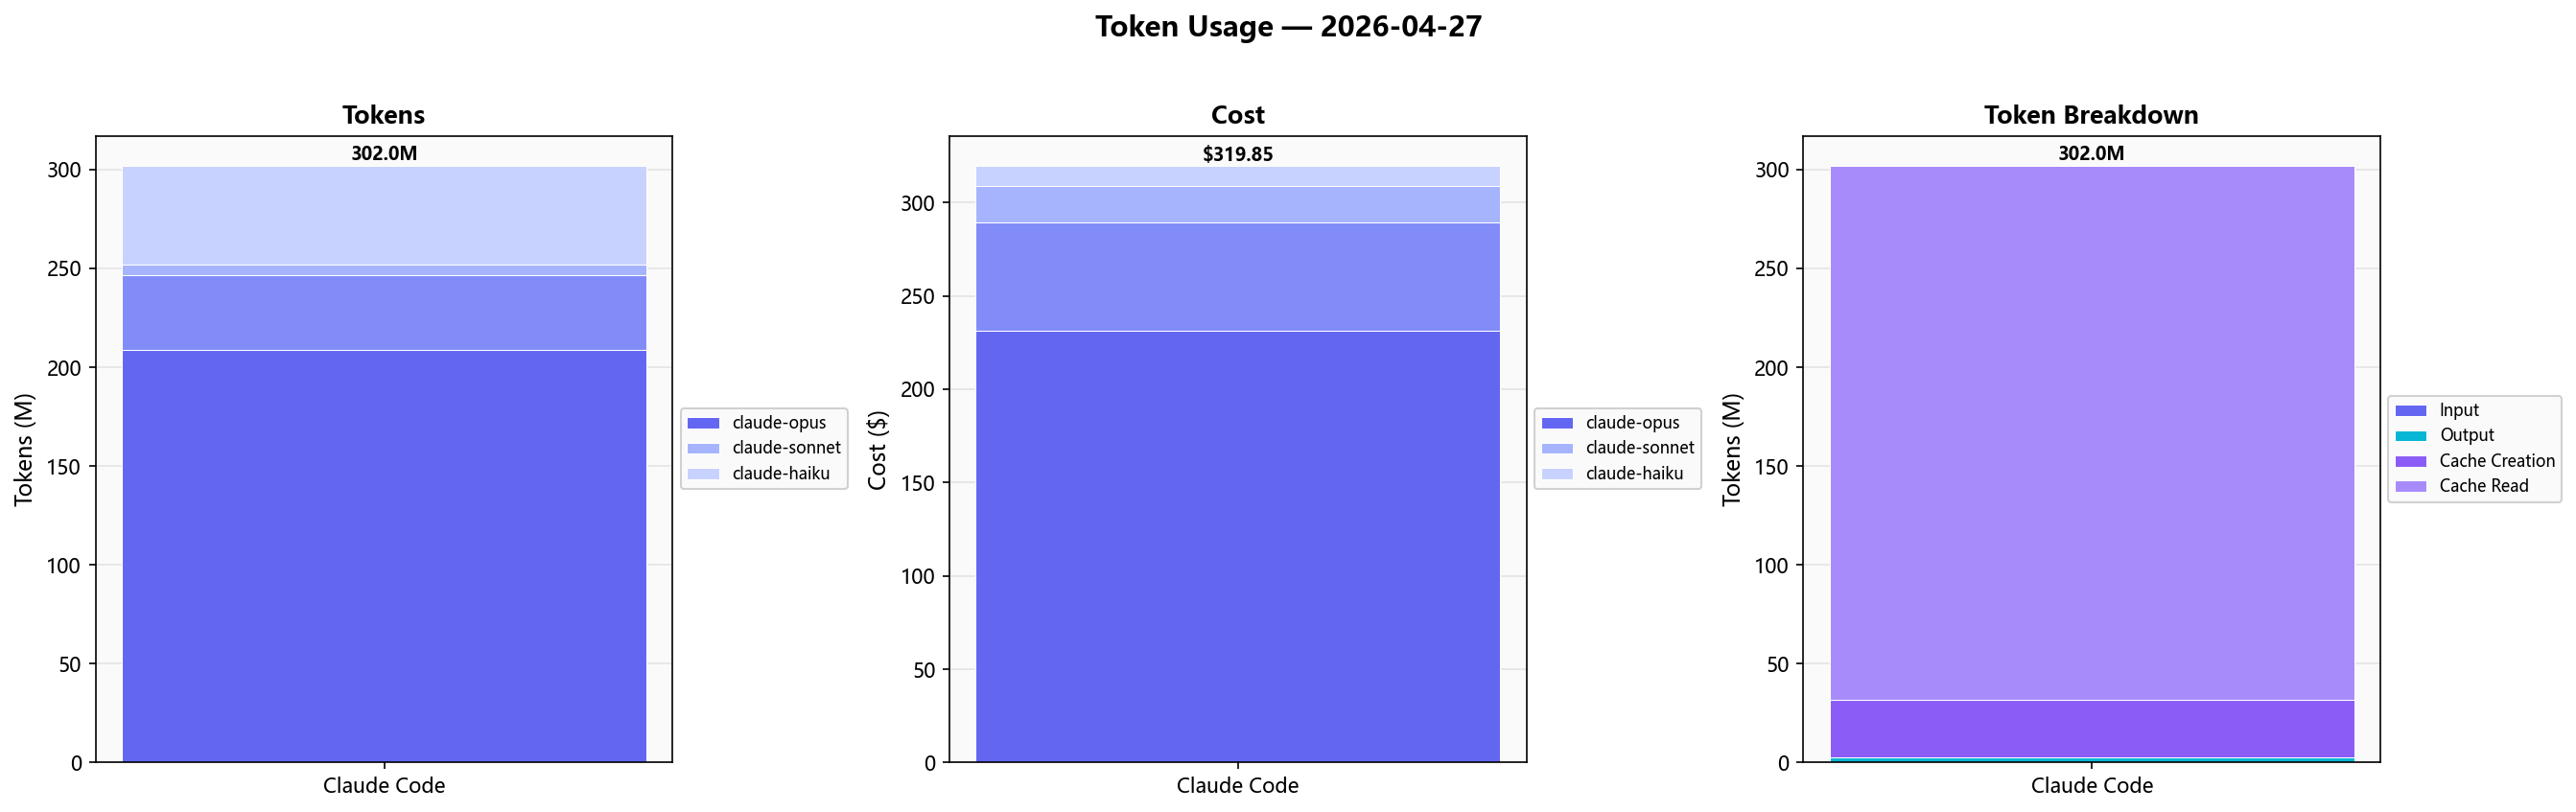 Token Usage — 2026-04-27
Tokens
302.0M
300
250
200
150
100
50
0
Tokens (M)
Claude Code
claude-opus
claude-sonnet
claude-haiku
Cost
$319.85
300
250
200
150
100
50
0
Cost ($)
Claude Code
claude-opus
claude-sonnet
claude-haiku
Token Breakdown
302.0M
300
250
200
150
100
50
0
Tokens (M)
Claude Code
Input
Output
Cache Creation
Cache Read